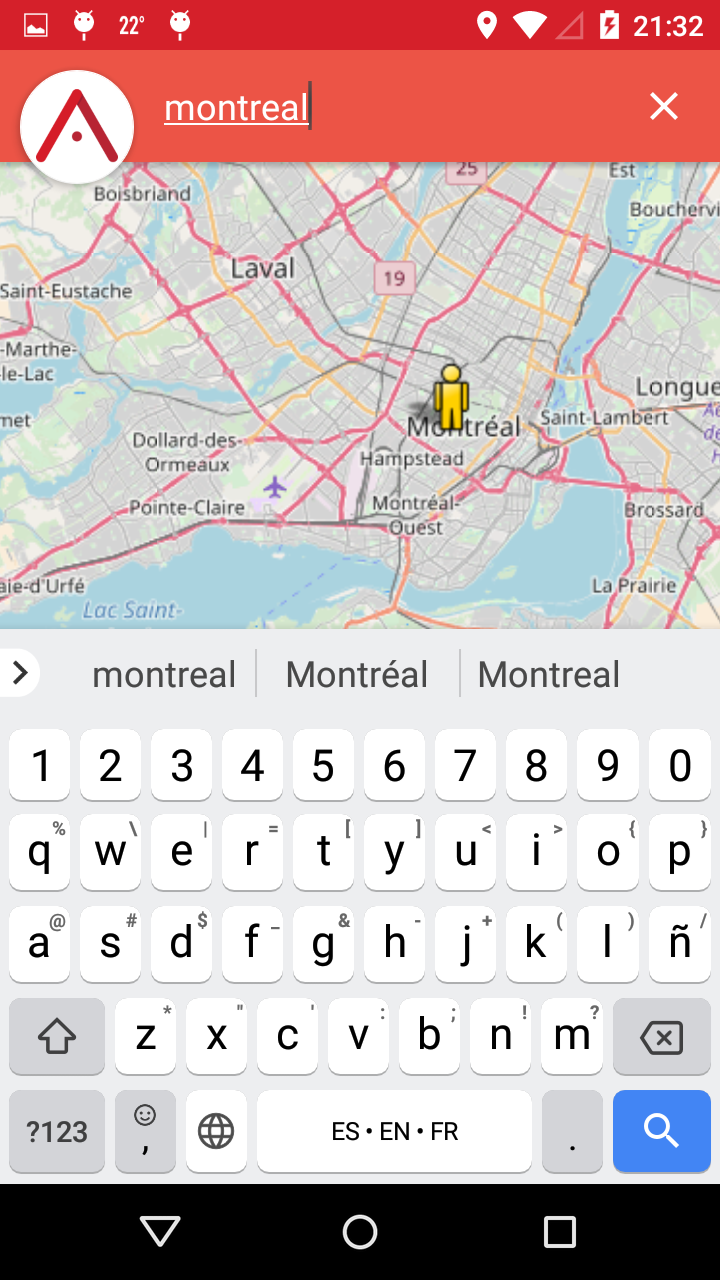 22° 21:32
montreal
25
Est
Boisbriand
Bouchervi
Laval
19
Saint-Eustache
-Marthe-
-le-Lac
Longue
met
Montréal
Saint-Lambert
Dollard-des-
Ormeaux
Hampstead
Pointe-Claire
Montréal-
Ouest
Brossard
aie-d'Urfé
La Prairie
Lac Saint-
montreal Montréal Montreal
1 2 3 4 5 6 7 8 9 0
% \ | = [ ] < > { }
q w e r t y u i o p
@ # $ _ & - + ( ) /
a s d f g h j k l ñ
* " ' : ; ! ?
z x c v b n m
?123 , ES • EN • FR .